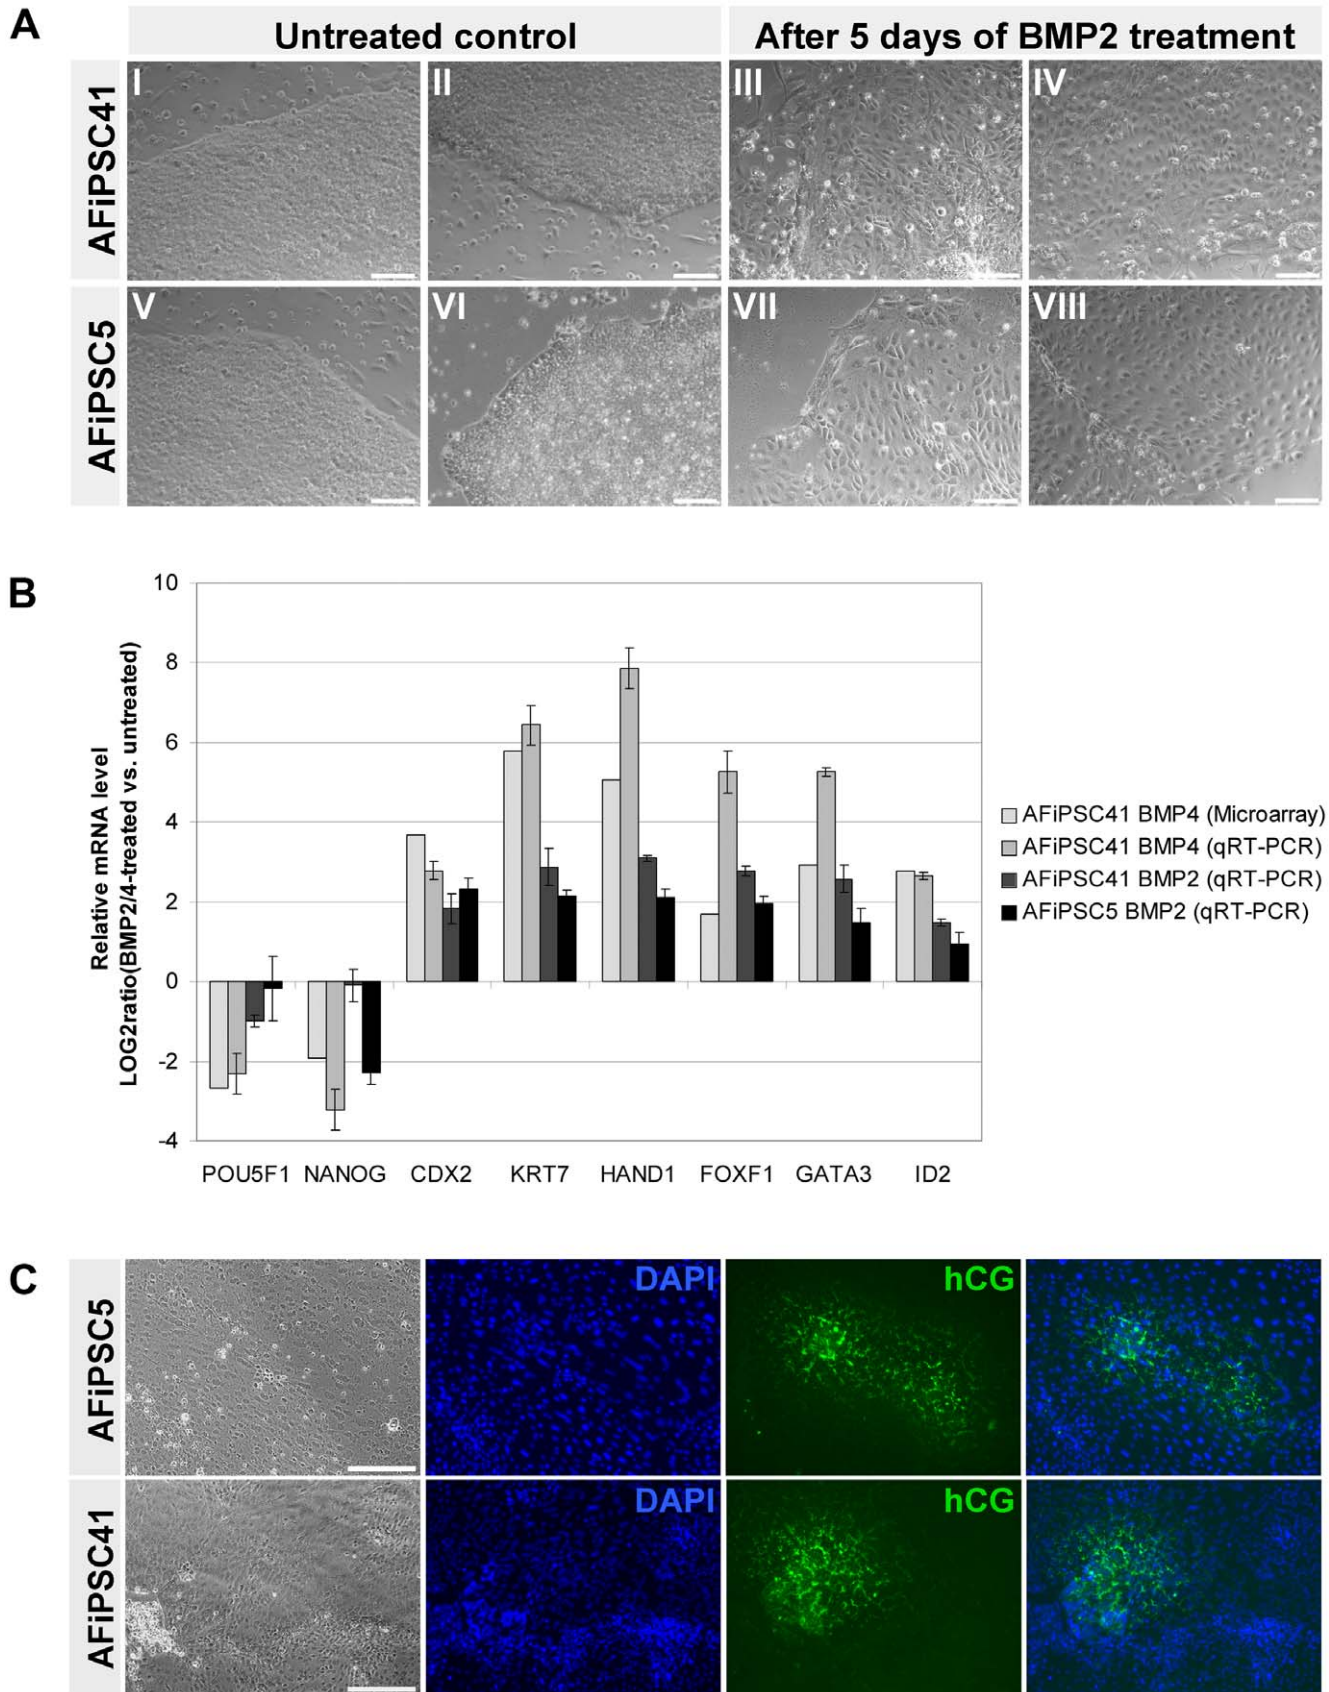 A
Untreated control
After 5 days of BMP2 treatment
AFiPSC41
I
II
III
IV
AFiPSC5
V
VI
VII
VIII
B
Relative mRNA level
LOG2ratio(BMP2/4-treated vs. untreated)
10
8
6
4
2
0
-2
-4
POU5F1 NANOG CDX2 KRT7 HAND1 FOXF1 GATA3 ID2
AFiPSC41 BMP4 (Microarray)
AFiPSC41 BMP4 (qRT-PCR)
AFiPSC41 BMP2 (qRT-PCR)
AFiPSC5 BMP2 (qRT-PCR)
C
AFiPSC5
DAPI
hCG
AFiPSC41
DAPI
hCG